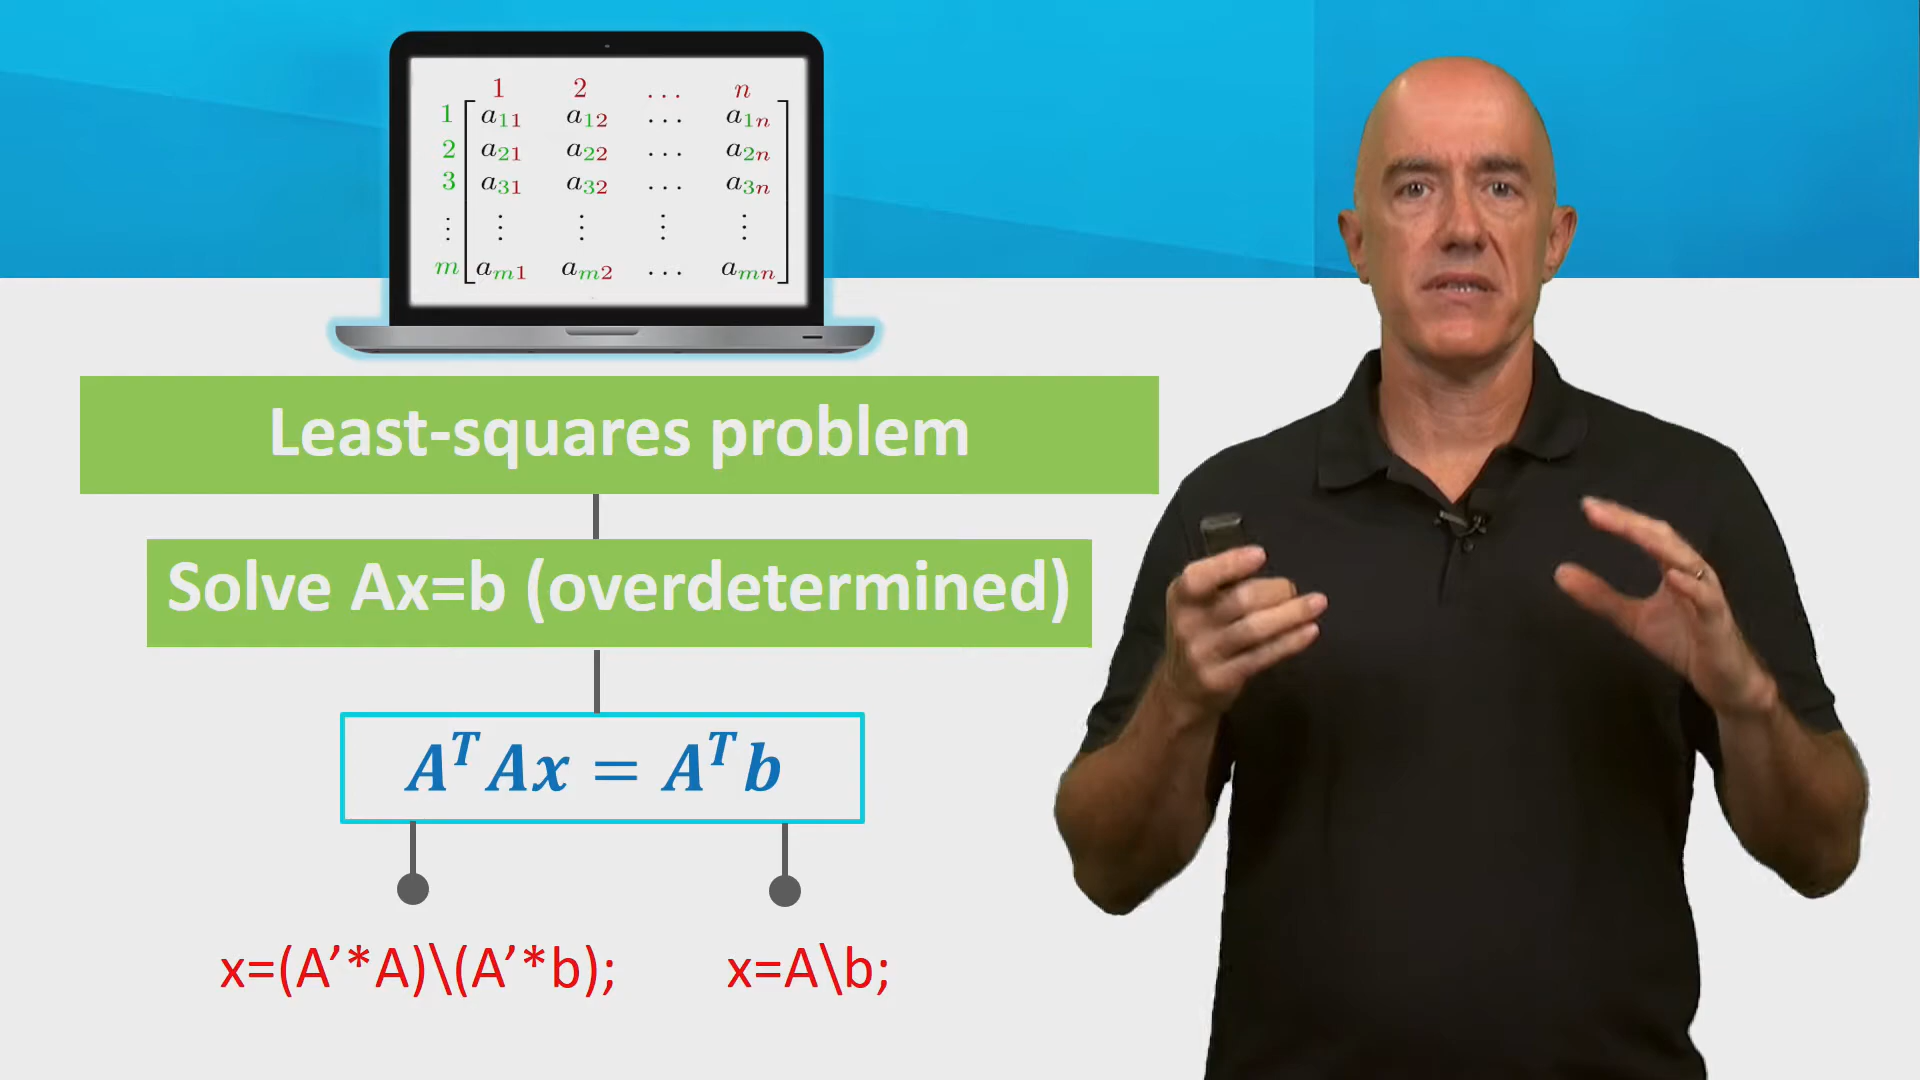 1 2 ... n
1 a11 a12 ... a1n
2 a21 a22 ... a2n
3 a31 a32 ... a3n
⋮ ⋮ ⋮ ⋮ ⋮
m am1 am2 ... amn
Least-squares problem
Solve Ax=b (overdetermined)
AᵀAx = Aᵀb
x=(A’*A)\(A’*b); x=A\b;